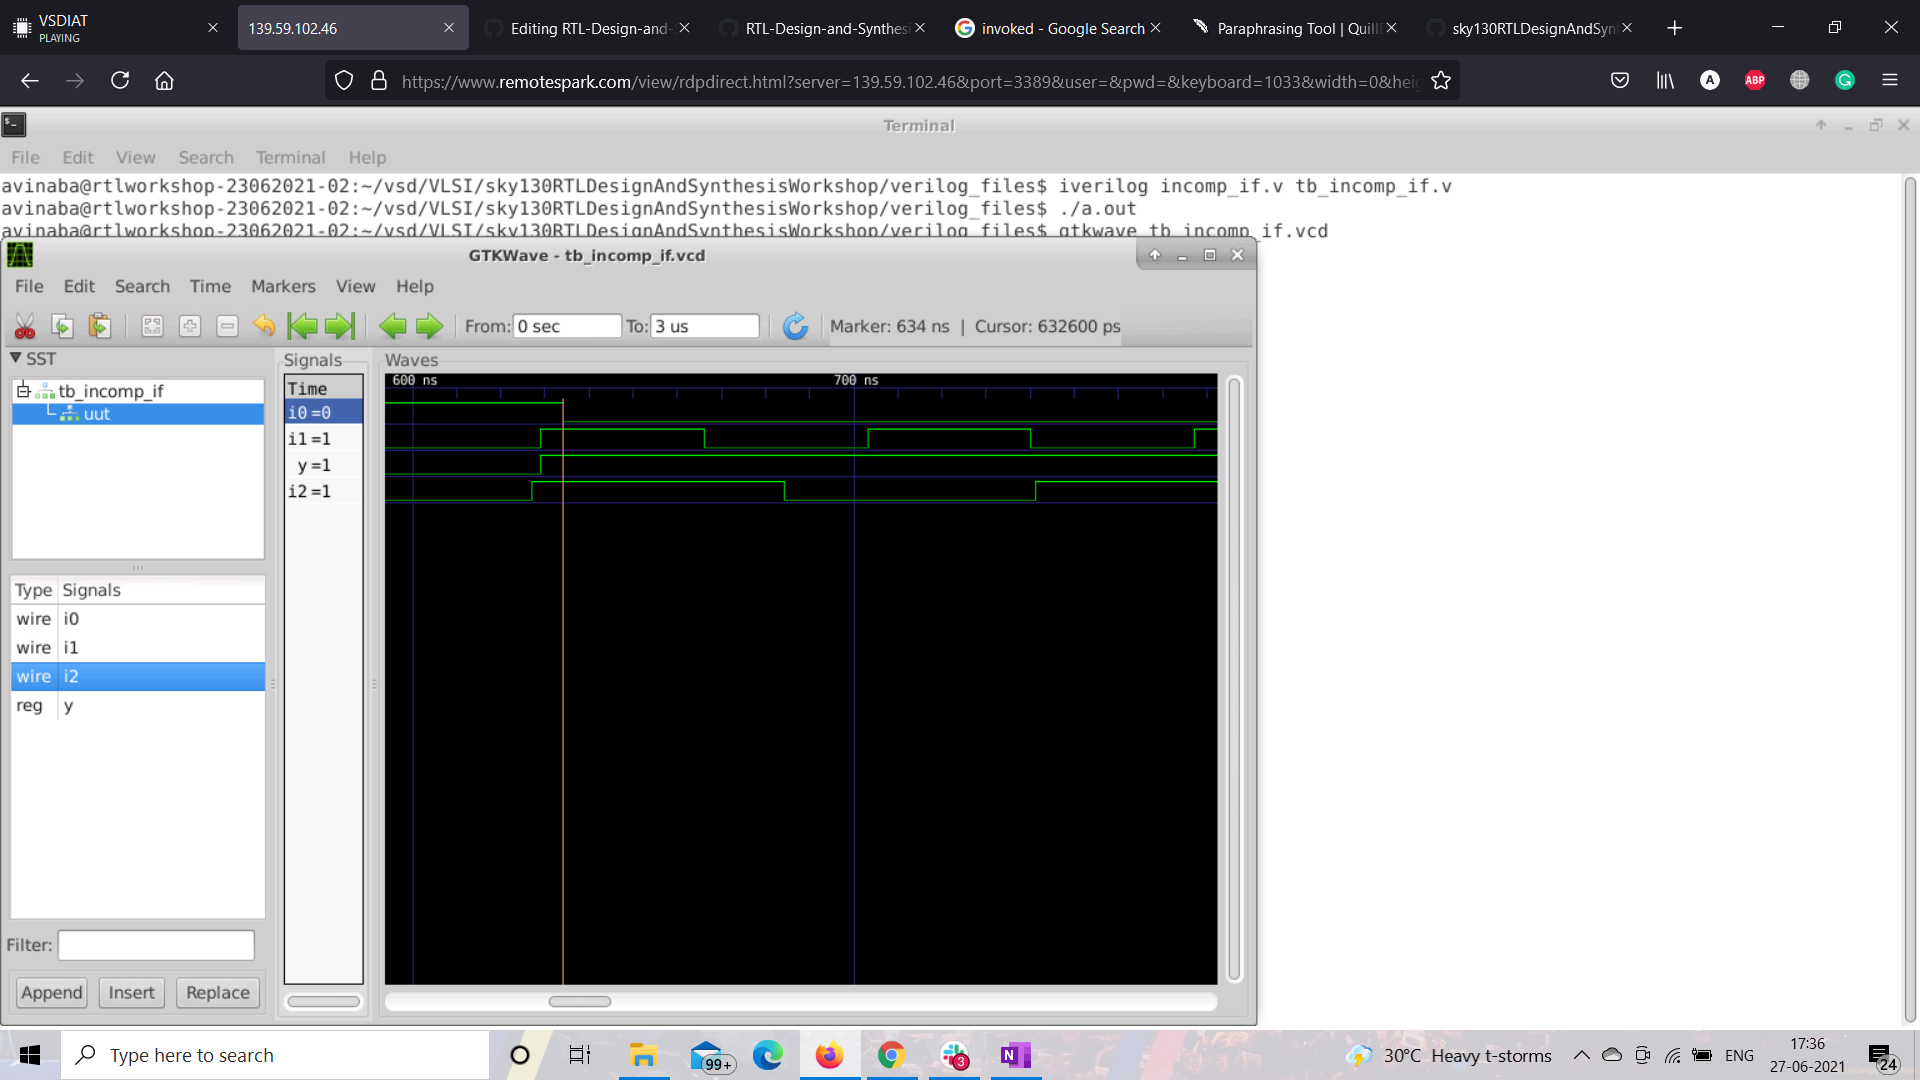 VSDIAT
PLAYING
139.59.102.46
Editing RTL-Design-and-
RTL-Design-and-Synthes
invoked - Google Search
Paraphrasing Tool | Quill
sky130RTLDesignAndSyn
https://www.remotespark.com/view/rdpdirect.html?server=139.59.102.46&port=3389&user=&pwd=&keyboard=1033&width=0&hei
A
ABP
Terminal
File Edit View Search Terminal Help
avinaba@rtlworkshop-23062021-02:~/vsd/VLSI/sky130RTLDesignAndSynthesisWorkshop/verilog_files$ iverilog incomp_if.v tb_incomp_if.v
avinaba@rtlworkshop-23062021-02:~/vsd/VLSI/sky130RTLDesignAndSynthesisWorkshop/verilog_files$ ./a.out
avinaba@rtlworkshop-23062021-02:~/vsd/VLSI/sky130RTLDesignAndSynthesisWorkshop/verilog_files$ gtkwave tb_incomp_if.vcd
GTKWave - tb_incomp_if.vcd
File Edit Search Time Markers View Help
From: 0 sec To: 3 us Marker: 634 ns | Cursor: 632600 ps
SST
tb_incomp_if
uut
Signals
Time
i0=0
i1=1
y=1
i2=1
Waves
600 ns 700 ns
Type Signals
wire i0
wire i1
wire i2
reg y
Filter:
Append Insert Replace
Type here to search
99+
3
N
30°C Heavy t-storms
ENG
17:36
27-06-2021
24